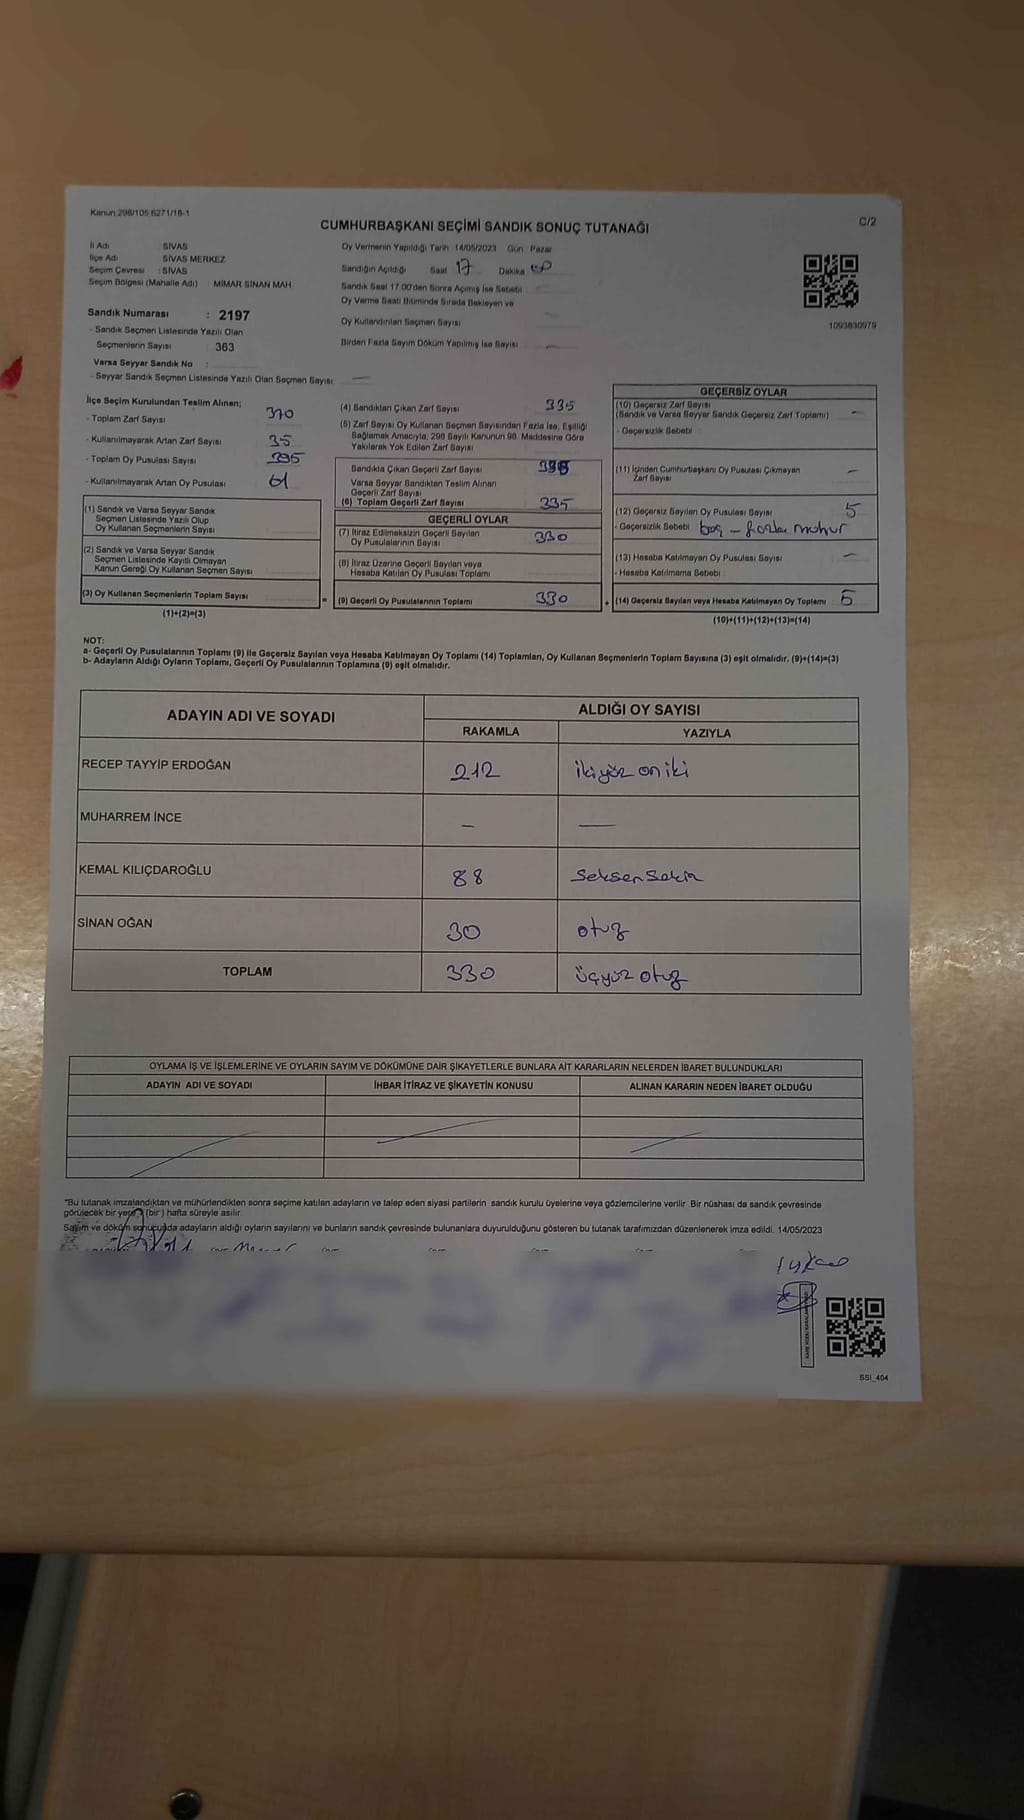 Kanun:298/105 6271/18-1
C/2
CUMHURBAŞKANI SEÇİMİ SANDIK SONUÇ TUTANAĞI
İl Adı SİVAS
İlçe Adı SİVAS MERKEZ
Seçim Çevresi : SİVAS
Seçim Bölgesi (Mahalle Adı) : MİMAR SİNAN MAH.
Sandık Numarası : 2197
- Sandık Seçmen Listesinde Yazılı Olan
Seçmenlerin Sayısı : 363
Varsa Seyyar Sandık No :
- Seyyar Sandık Seçmen Listesinde Yazılı Olan Seçmen Sayısı: —
Oy Vermenin Yapıldığı Tarih 14/05/2023 Gün : Pazar
Sandığın Açıldığı Saat 17 Dakika
Sandık Saat 17.00'den Sonra Açılmış İse Sebebi
Oy Verme Saati Bitiminde Sırada Bekleyen ve
Oy Kullandırılan Seçmen Sayısı —
Birden Fazla Sayım Döküm Yapılmış İse Sayısı —
1093830979
İlçe Seçim Kurulundan Teslim Alınan;
- Toplam Zarf Sayısı 370
- Kullanılmayarak Artan Zarf Sayısı 35
- Toplam Oy Pusulası Sayısı
- Kullanılmayarak Artan Oy Pusulası
(1) Sandık ve Varsa Seyyar Sandık
Seçmen Listesinde Yazılı Olup
Oy Kullanan Seçmenlerin Sayısı
(2) Sandık ve Varsa Seyyar Sandık
Seçmen Listesinde Kayıtlı Olmayan
Kanun Gereği Oy Kullanan Seçmen Sayısı
(3) Oy Kullanan Seçmenlerin Toplam Sayısı
(1)+(2)=(3)
(4) Sandıktan Çıkan Zarf Sayısı 335
(5) Zarf Sayısı Oy Kullanan Seçmen Sayısından Fazla İse, Eşitliği
Sağlamak Amacıyla; 298 Sayılı Kanunun 98. Maddesine Göre
Yakılarak Yok Edilen Zarf Sayısı
Sandıkta Çıkan Geçerli Zarf Sayısı 335
Varsa Seyyar Sandıktan Teslim Alınan
Geçerli Zarf Sayısı
(6) Toplam Geçerli Zarf Sayısı 335
GEÇERLİ OYLAR
(7) İtiraz Edilmeksizin Geçerli Sayılan
Oy Pusulalarının Sayısı 330
(8) İtiraz Üzerine Geçerli Sayılan veya
Hesaba Katılan Oy Pusulası Toplamı
= (9) Geçerli Oy Pusulalarının Toplamı 330
GEÇERSİZ OYLAR
(10) Geçersiz Zarf Sayısı
(Sandık ve Varsa Seyyar Sandık Geçersiz Zarf Toplamı) —
- Geçersizlik Sebebi :
(11) İçinden Cumhurbaşkanı Oy Pusulası Çıkmayan
Zarf Sayısı —
(12) Geçersiz Sayılan Oy Pusulası Sayısı 5
- Geçersizlik Sebebi : boş – fazla mühür
(13) Hesaba Katılmayan Oy Pusulası Sayısı —
- Hesaba Katılmama Sebebi :
+ (14) Geçersiz Sayılan veya Hesaba Katılmayan Oy Toplamı 5
(10)+(11)+(12)+(13)=(14)
NOT:
a- Geçerli Oy Pusulalarının Toplamı (9) ile Geçersiz Sayılan veya Hesaba Katılmayan Oy Toplamı (14) Toplamları, Oy Kullanan Seçmenlerin Toplam Sayısına (3) eşit olmalıdır. (9)+(14)=(3)
b- Adayların Aldığı Oyların Toplamı, Geçerli Oy Pusulalarının Toplamına (9) eşit olmalıdır.
ADAYIN ADI VE SOYADI ALDIĞI OY SAYISI
RAKAMLA YAZIYLA
RECEP TAYYİP ERDOĞAN 212 ikiyüz on iki
MUHARREM İNCE – —
KEMAL KILIÇDAROĞLU 88 Seksen Sekiz
SİNAN OĞAN 30 otuz
TOPLAM 330 üçyüz otuz
OYLAMA İŞ VE İŞLEMLERİNE VE OYLARIN SAYIM VE DÖKÜMÜNE DAİR ŞİKAYETLERLE BUNLARA AİT KARARLARIN NELERDEN İBARET BULUNDUKLARI
ADAYIN ADI VE SOYADI İHBAR İTİRAZ VE ŞİKAYETİN KONUSU ALINAN KARARIN NEDEN İBARET OLDUĞU
*Bu tutanak imzalandıktan ve mühürlendikten sonra seçime katılan adayların ve talep eden siyasi partilerin sandık kurulu üyelerine veya gözlemcilerine verilir. Bir nüshası da sandık çevresinde
görülecek bir yere (bir) hafta süreyle asılır.
Sayım ve döküm sonucunda adayların aldığı oyların sayılarını ve bunların sandık çevresinde bulunanlara duyurulduğunu gösteren bu tutanak tarafımızdan düzenlenerek imza edildi. 14/05/2023
SSI_404